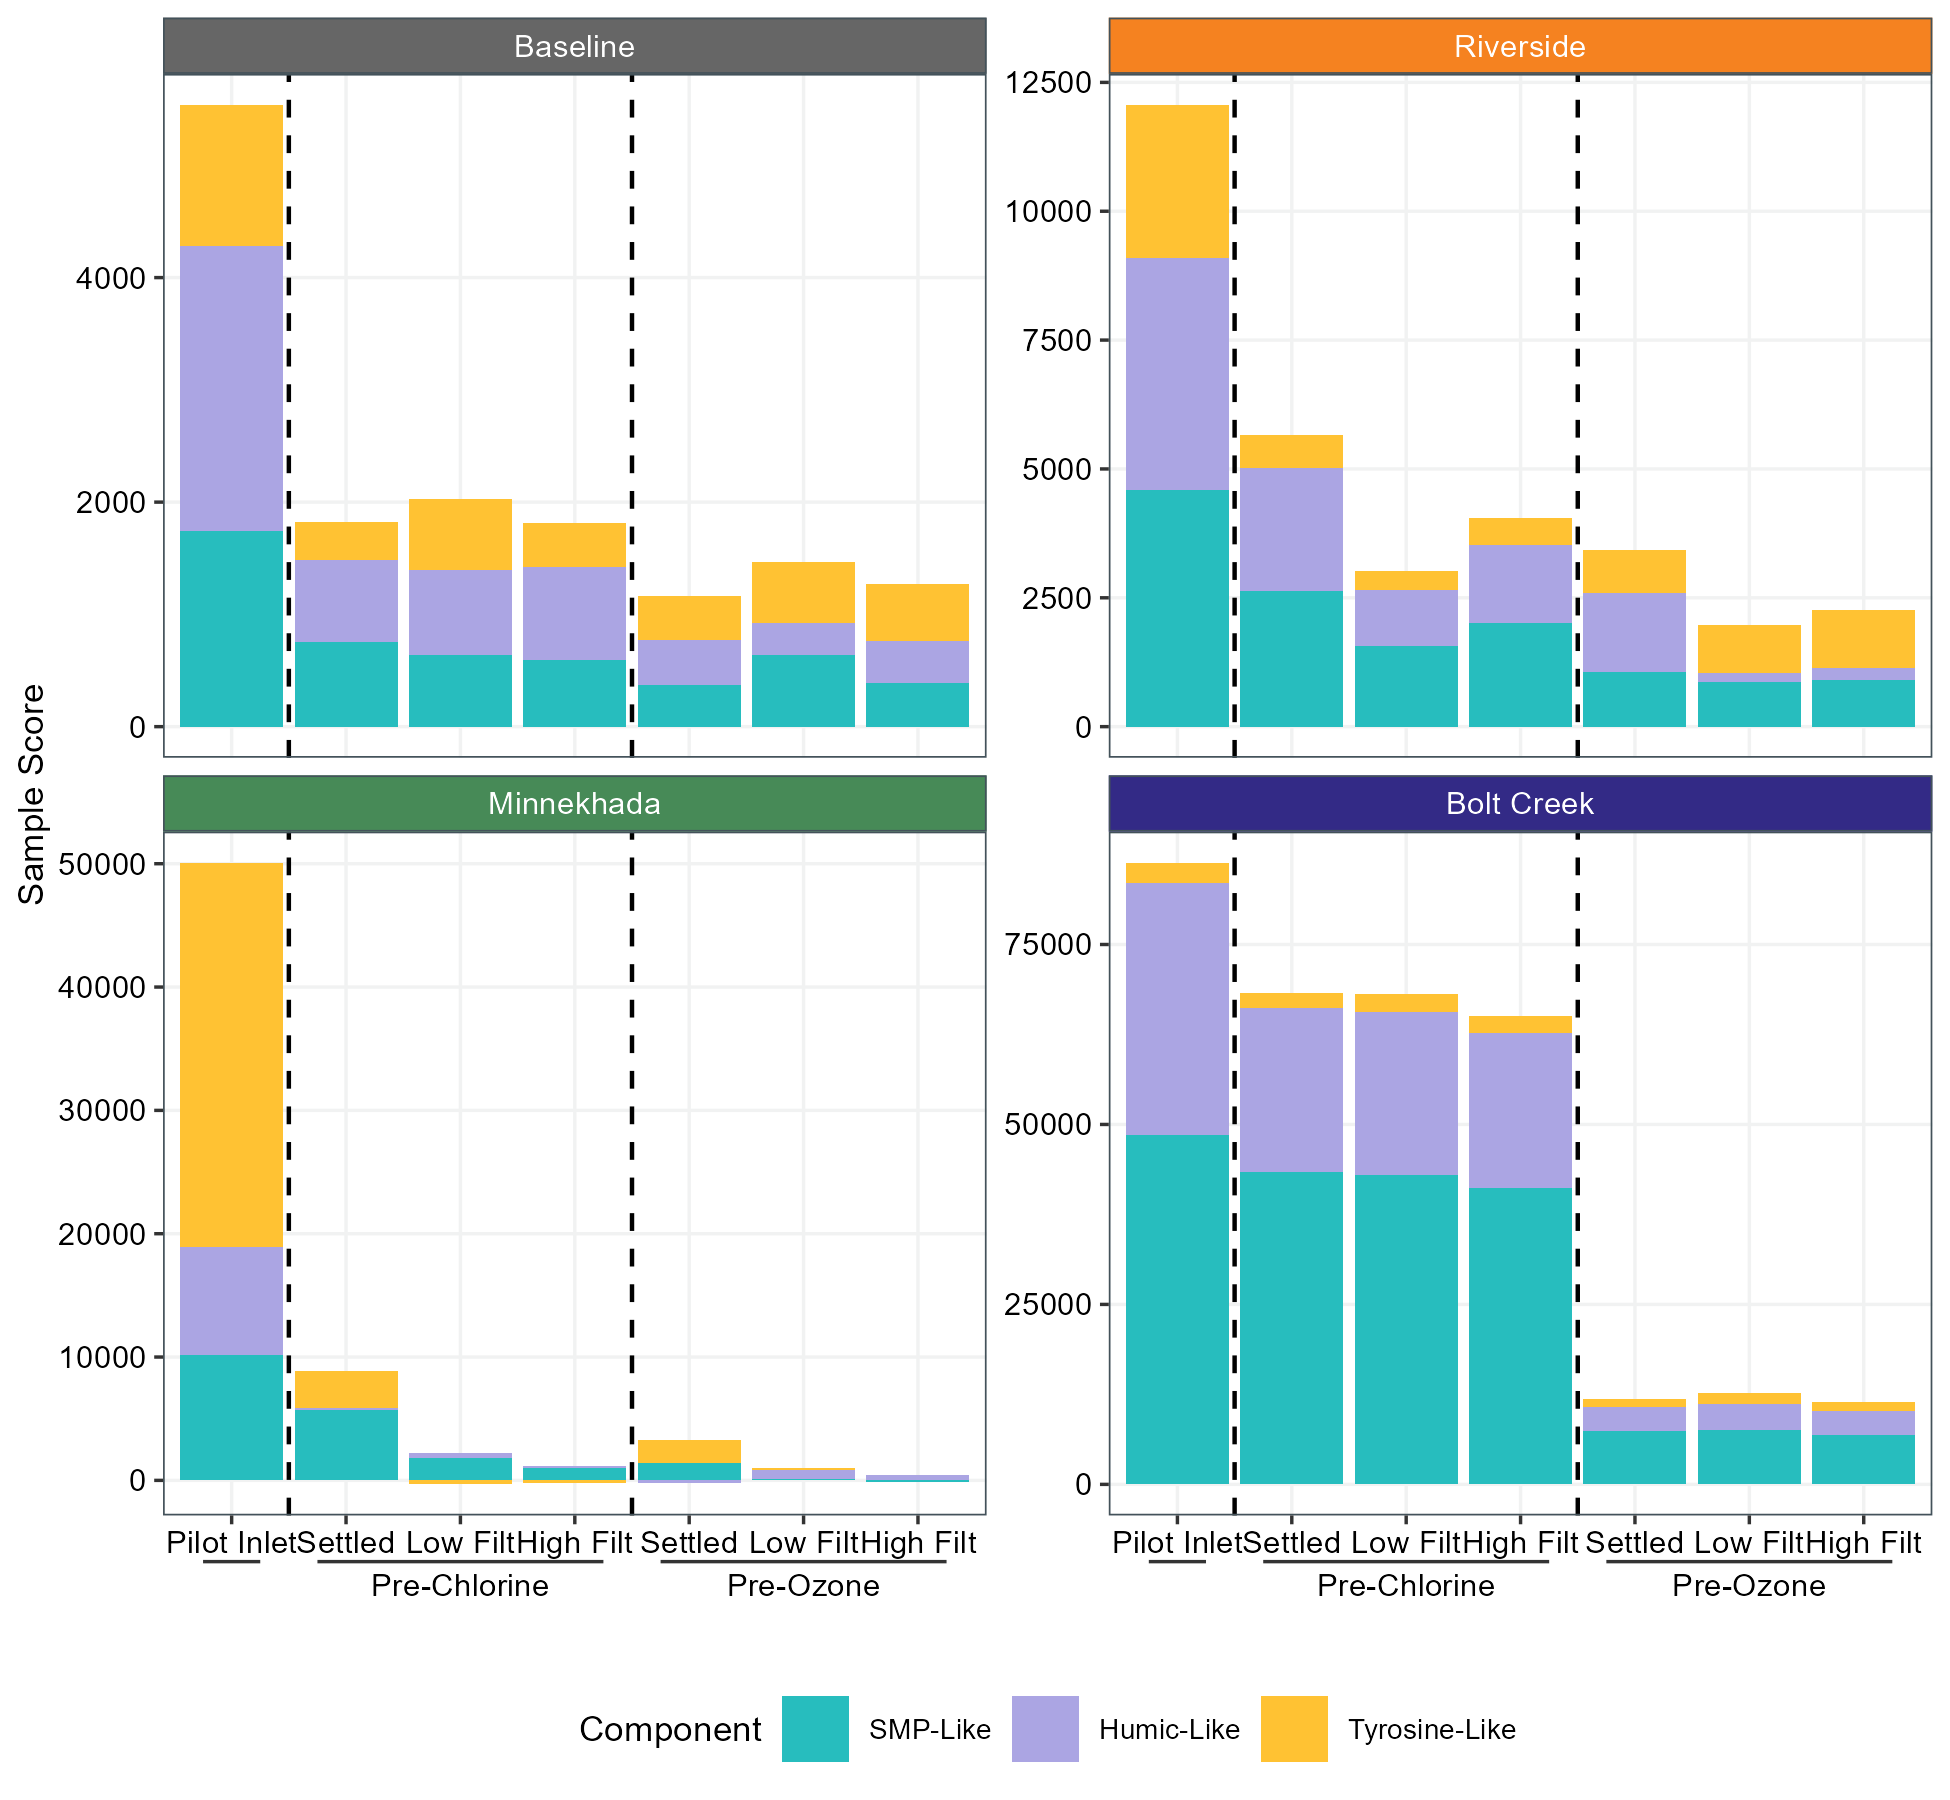 Baseline
Riverside
12500
10000
7500
5000
2500
0
4000
2000
0
Sample Score
Minnekhada
Bolt Creek
50000
40000
30000
20000
10000
0
75000
50000
25000
0
Pilot Inlet Settled Low Filt High Filt Settled Low Filt High Filt
Pre-Chlorine Pre-Ozone
Pilot Inlet Settled Low Filt High Filt Settled Low Filt High Filt
Pre-Chlorine Pre-Ozone
Component SMP-Like Humic-Like Tyrosine-Like